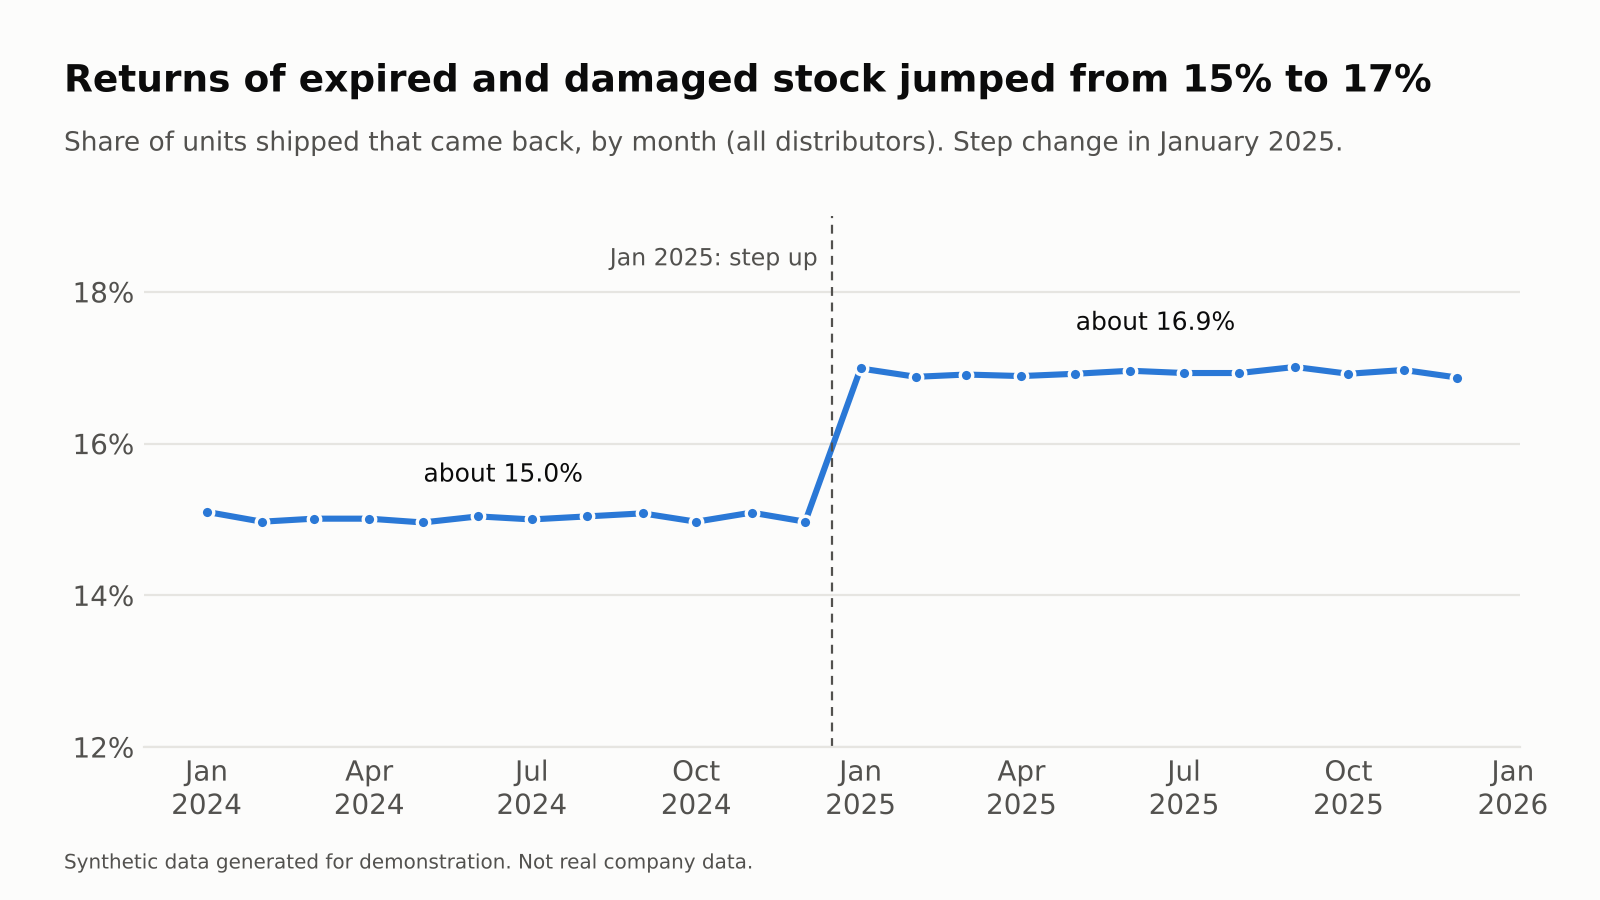 Returns of expired and damaged stock jumped from 15% to 17%
Share of units shipped that came back, by month (all distributors). Step change in January 2025.
Jan 2025: step up
18%
about 16.9%
16%
about 15.0%
14%
12%
Jan 2024
Apr 2024
Jul 2024
Oct 2024
Jan 2025
Apr 2025
Jul 2025
Oct 2025
Jan 2026
Synthetic data generated for demonstration. Not real company data.